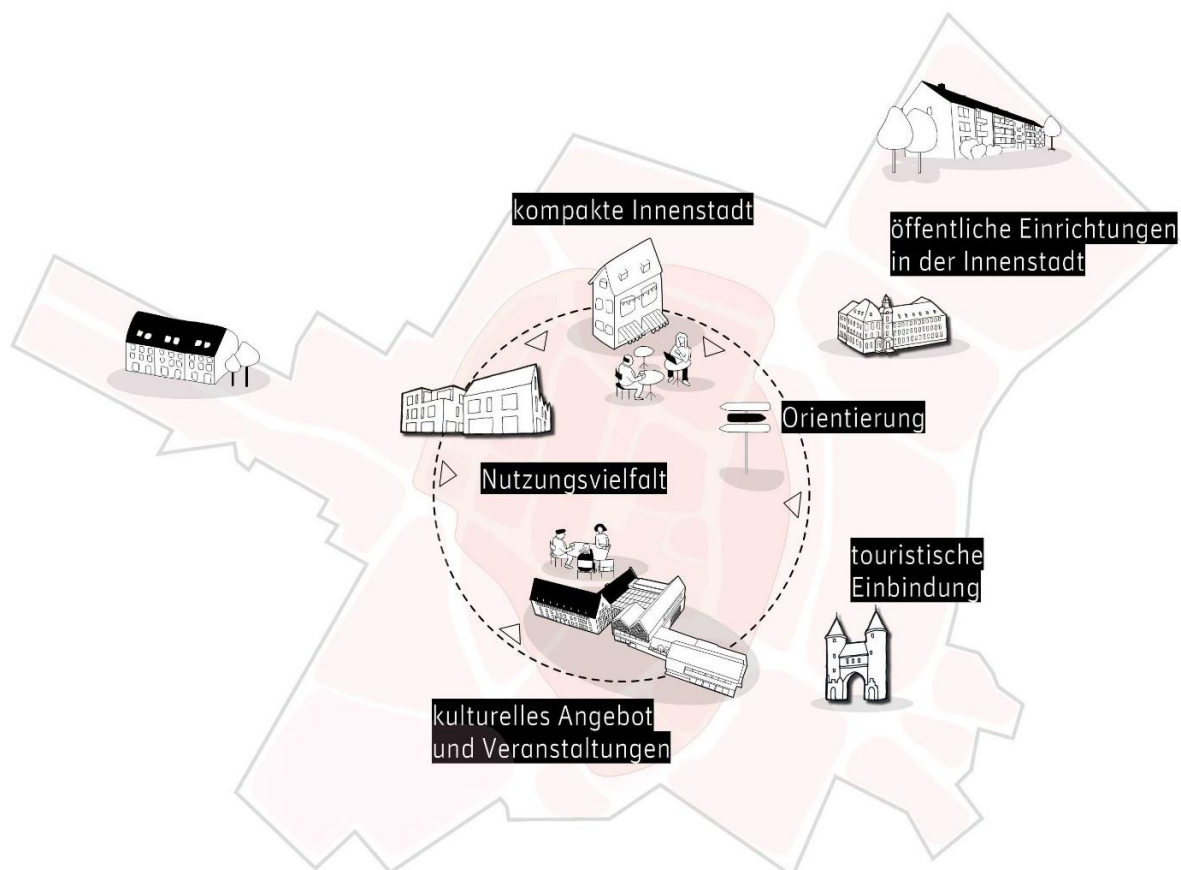 kompakte Innenstadt
öffentliche Einrichtungen
in der Innenstadt
Orientierung
Nutzungsvielfalt
touristische
Einbindung
kulturelles Angebot
und Veranstaltungen